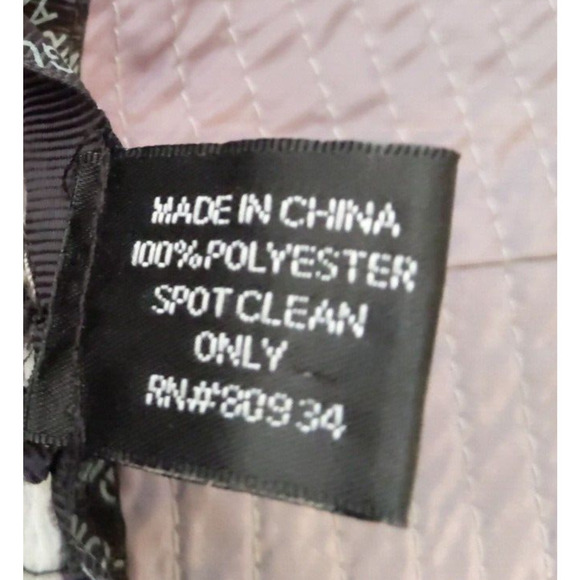 MADE IN CHINA
100%POLYESTER
SPOT CLEAN
ONLY
RN#80934